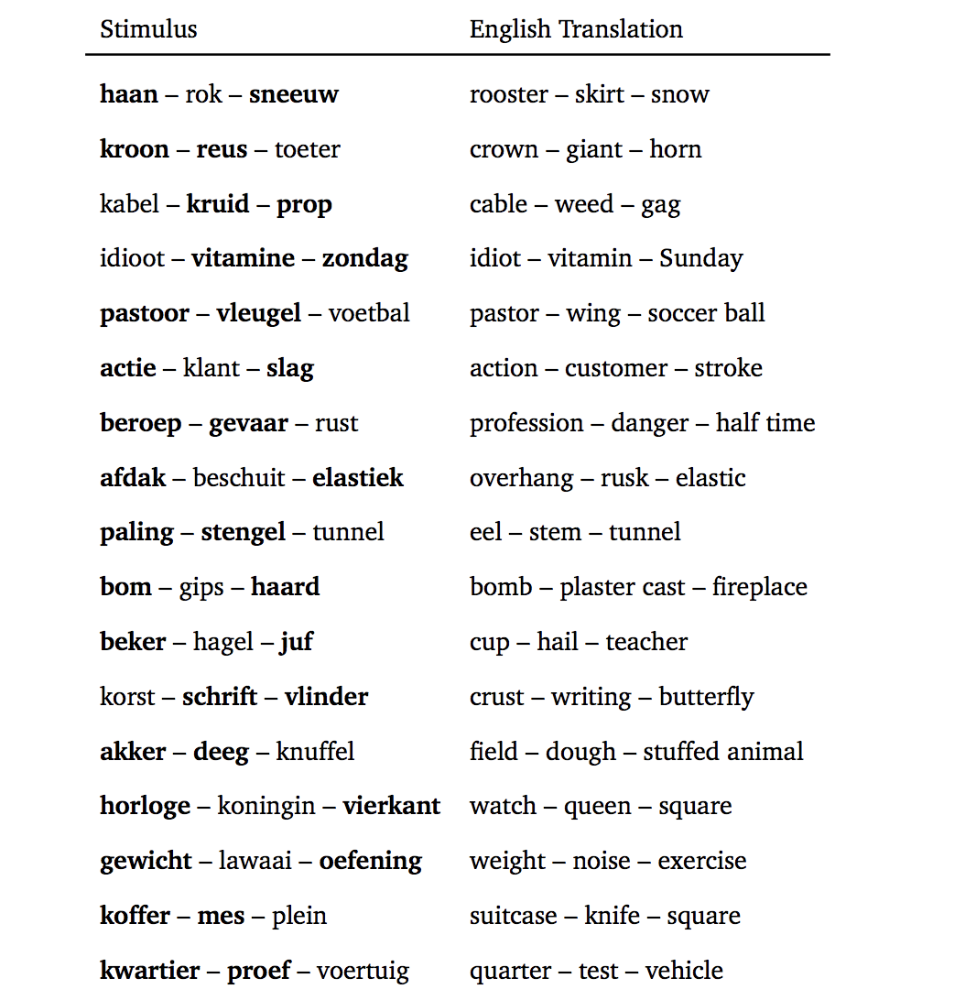 Stimulus English Translation
haan – rok – sneeuw rooster – skirt – snow
kroon – reus – toeter crown – giant – horn
kabel – kruid – prop cable – weed – gag
idioot – vitamine – zondag idiot – vitamin – Sunday
pastoor – vleugel – voetbal pastor – wing – soccer ball
actie – klant – slag action – customer – stroke
beroep – gevaar – rust profession – danger – half time
afdak – beschuit – elastiek overhang – rusk – elastic
paling – stengel – tunnel eel – stem – tunnel
bom – gips – haard bomb – plaster cast – fireplace
beker – hagel – juf cup – hail – teacher
korst – schrift – vlinder crust – writing – butterfly
akker – deeg – knuffel field – dough – stuffed animal
horloge – koningin – vierkant watch – queen – square
gewicht – lawaai – oefening weight – noise – exercise
koffer – mes – plein suitcase – knife – square
kwartier – proef – voertuig quarter – test – vehicle